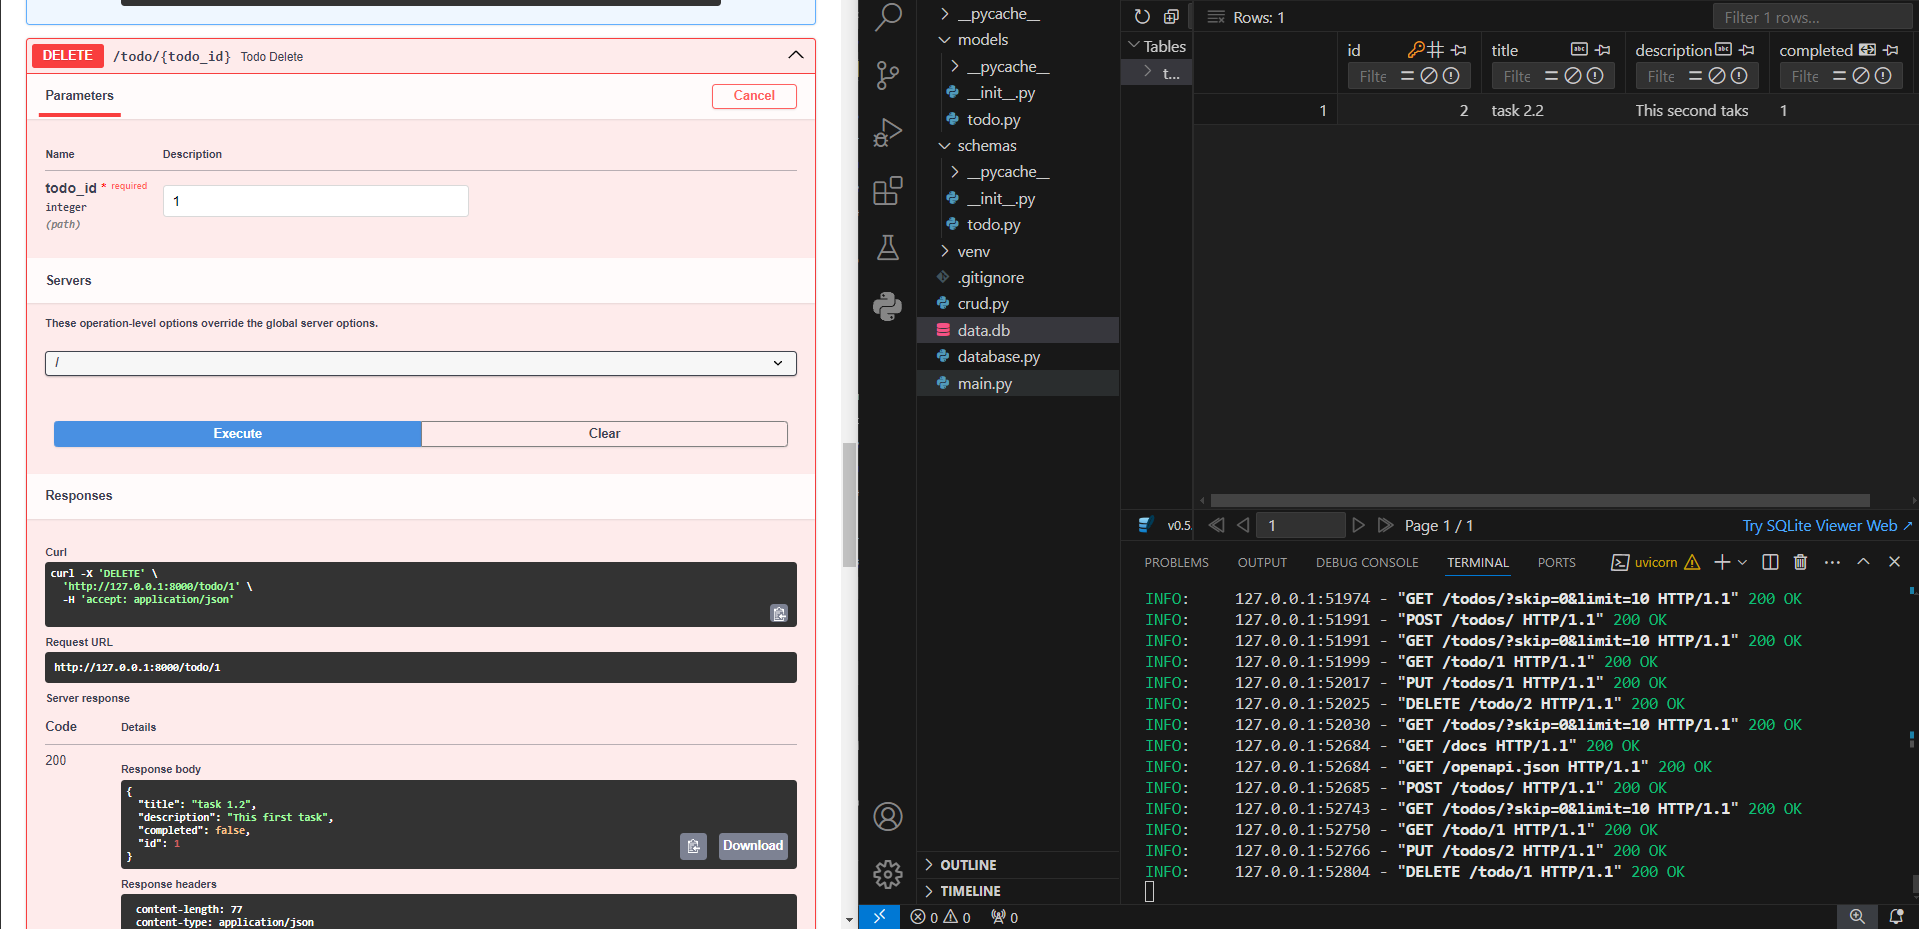 DELETE /todo/{todo_id} Todo Delete
Parameters
Cancel
Name Description
todo_id * required
integer
(path)
1
Servers
These operation-level options override the global server options.
/
Execute
Clear
Responses
Curl
curl -X 'DELETE' \
'http://127.0.0.1:8000/todo/1' \
-H 'accept: application/json'
Request URL
http://127.0.0.1:8000/todo/1
Server response
Code Details
200
Response body
{
"title": "task 1.2",
"description": "This first task",
"completed": false,
"id": 1
}
Download
Response headers
content-length: 77
content-type: application/json
__pycache__
models
__pycache__
__init__.py
todo.py
schemas
__pycache__
__init__.py
todo.py
venv
.gitignore
crud.py
data.db
database.py
main.py
OUTLINE
TIMELINE
Rows: 1
Filter 1 rows...
Tables
t...
id title description completed
Filte Filte Filte Filte
1 2 task 2.2 This second taks 1
v0.5.
1
Page 1 / 1
Try SQLite Viewer Web ↗
PROBLEMS OUTPUT DEBUG CONSOLE TERMINAL PORTS
uvicorn
INFO: 127.0.0.1:51974 - "GET /todos/?skip=0&limit=10 HTTP/1.1" 200 OK
INFO: 127.0.0.1:51991 - "POST /todos/ HTTP/1.1" 200 OK
INFO: 127.0.0.1:51991 - "GET /todos/?skip=0&limit=10 HTTP/1.1" 200 OK
INFO: 127.0.0.1:51999 - "GET /todo/1 HTTP/1.1" 200 OK
INFO: 127.0.0.1:52017 - "PUT /todos/1 HTTP/1.1" 200 OK
INFO: 127.0.0.1:52025 - "DELETE /todo/2 HTTP/1.1" 200 OK
INFO: 127.0.0.1:52030 - "GET /todos/?skip=0&limit=10 HTTP/1.1" 200 OK
INFO: 127.0.0.1:52684 - "GET /docs HTTP/1.1" 200 OK
INFO: 127.0.0.1:52684 - "GET /openapi.json HTTP/1.1" 200 OK
INFO: 127.0.0.1:52685 - "POST /todos/ HTTP/1.1" 200 OK
INFO: 127.0.0.1:52743 - "GET /todos/?skip=0&limit=10 HTTP/1.1" 200 OK
INFO: 127.0.0.1:52750 - "GET /todo/1 HTTP/1.1" 200 OK
INFO: 127.0.0.1:52766 - "PUT /todos/2 HTTP/1.1" 200 OK
INFO: 127.0.0.1:52804 - "DELETE /todo/1 HTTP/1.1" 200 OK
0 0 0